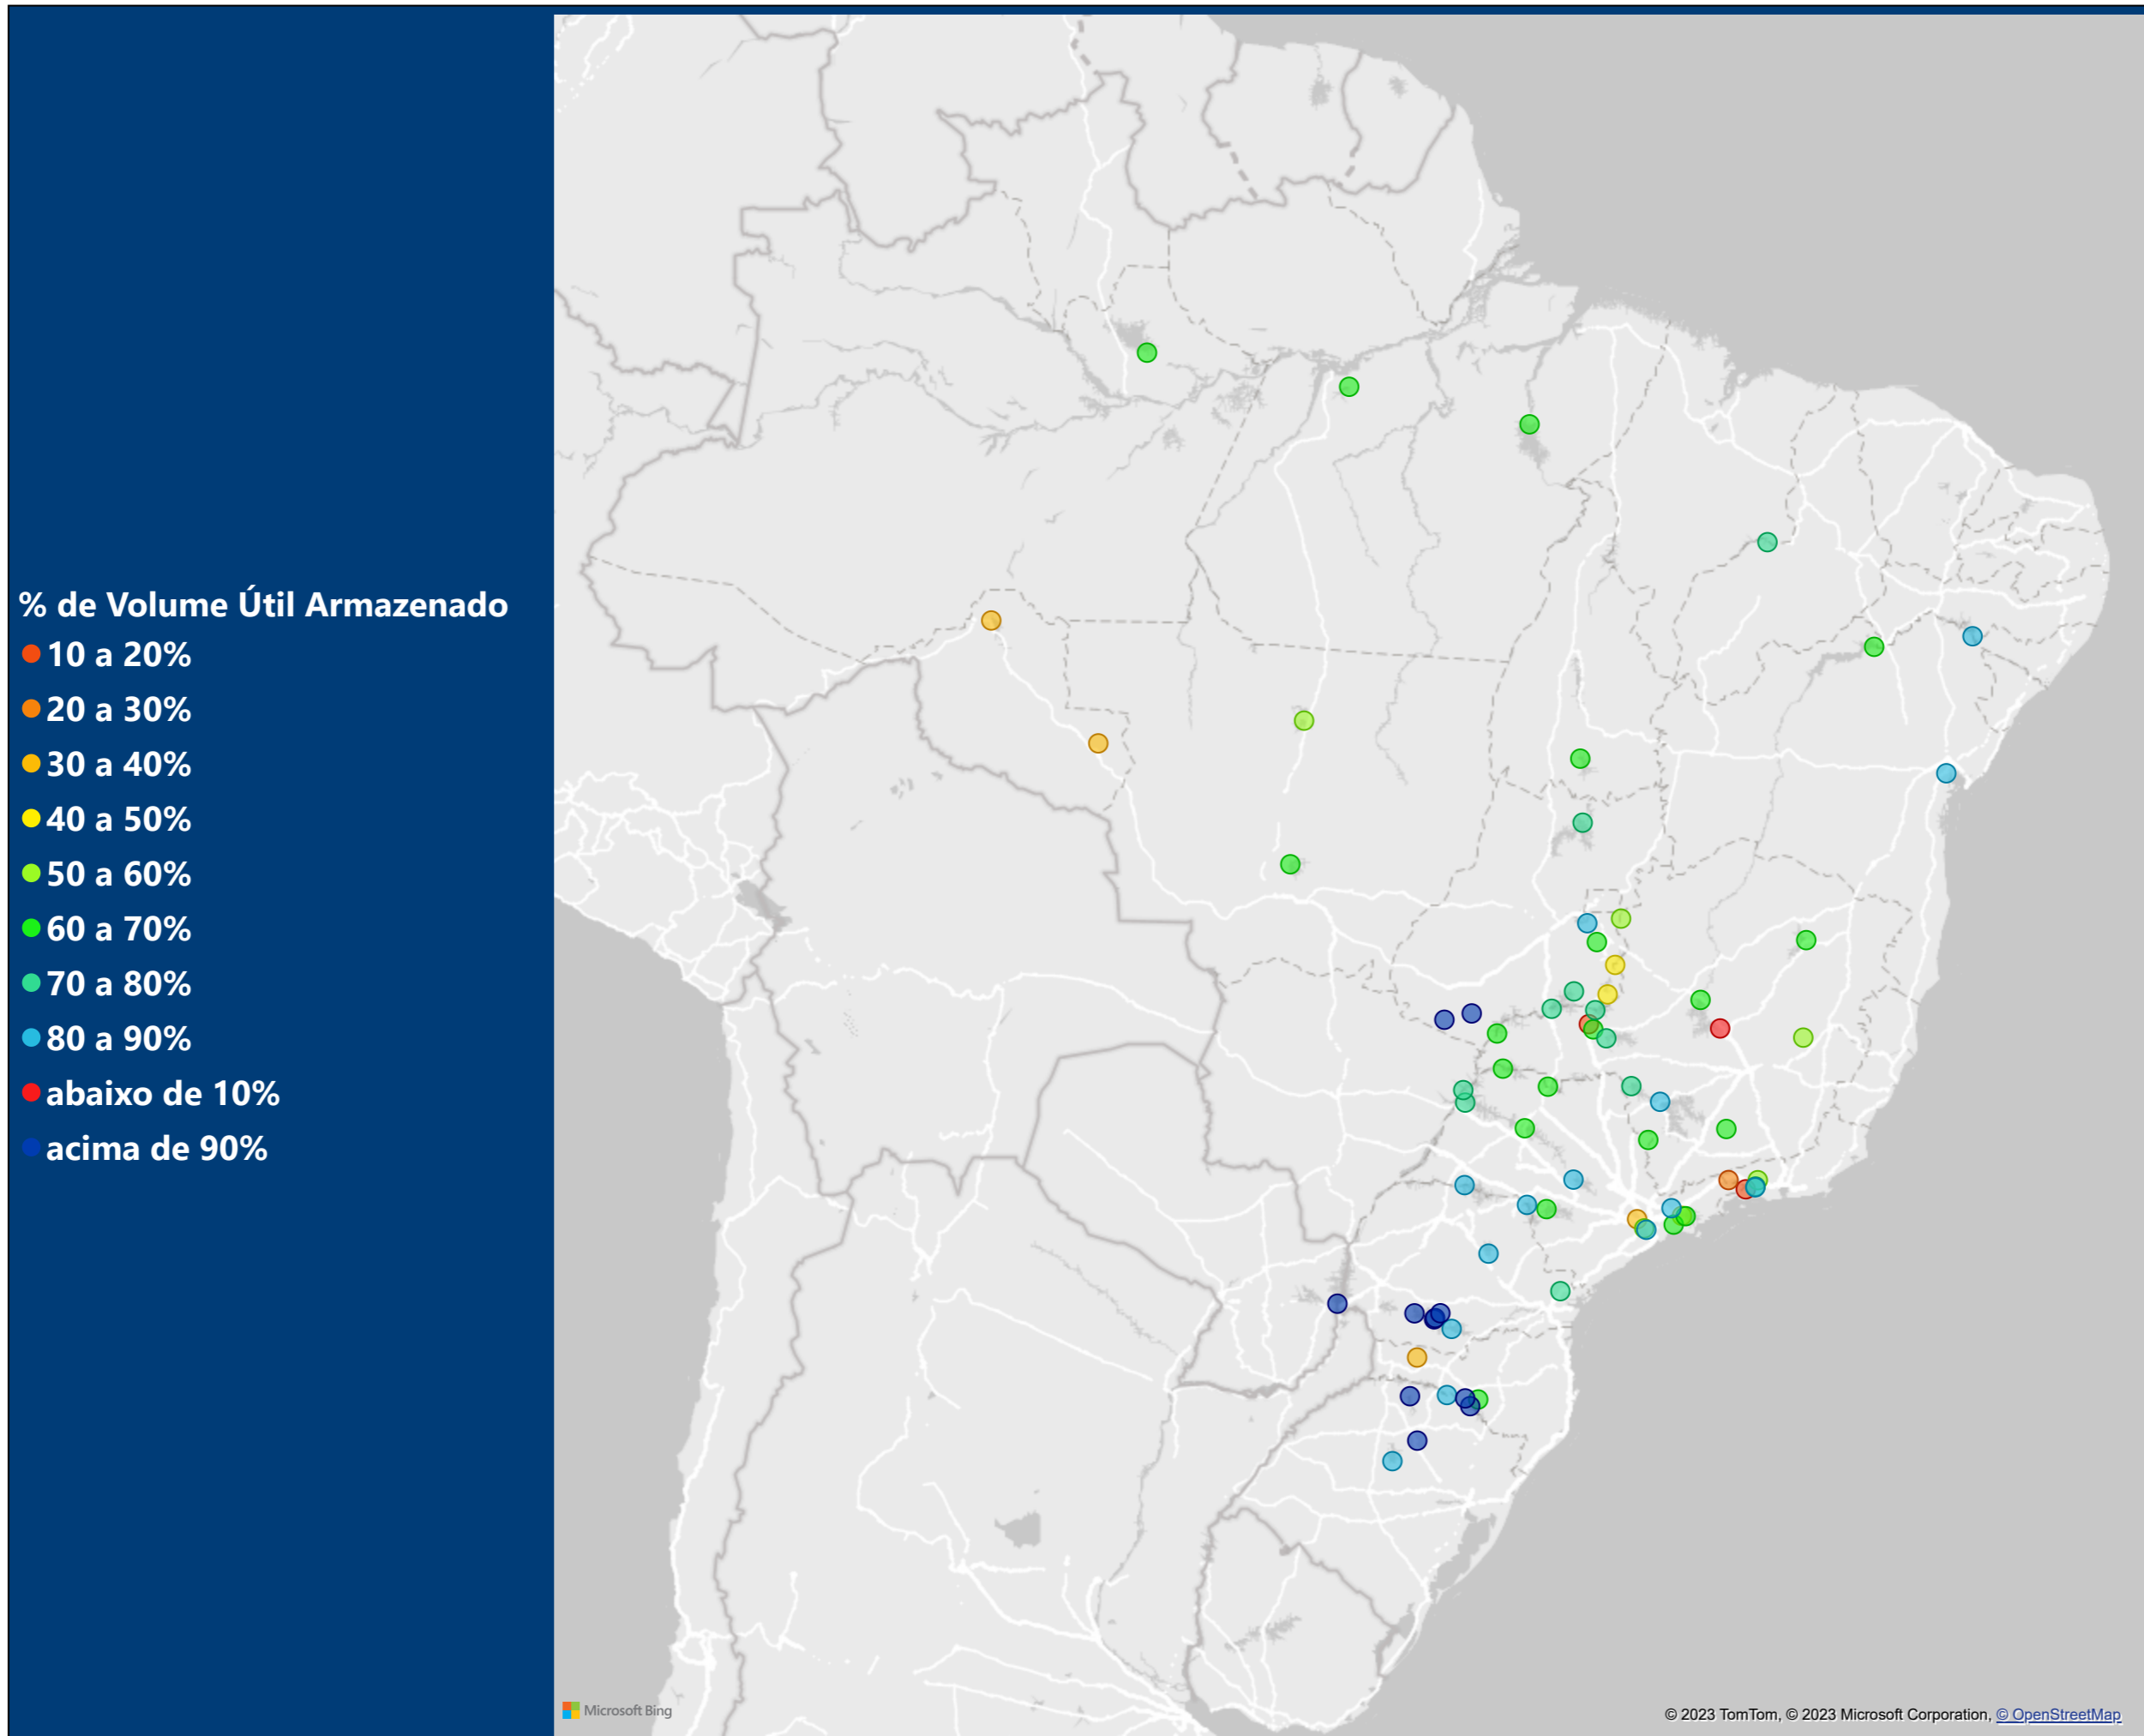 % de Volume Útil Armazenado
10 a 20%
20 a 30%
30 a 40%
40 a 50%
50 a 60%
60 a 70%
70 a 80%
80 a 90%
abaixo de 10%
acima de 90%
Microsoft Bing
© 2023 TomTom, © 2023 Microsoft Corporation, © OpenStreetMap